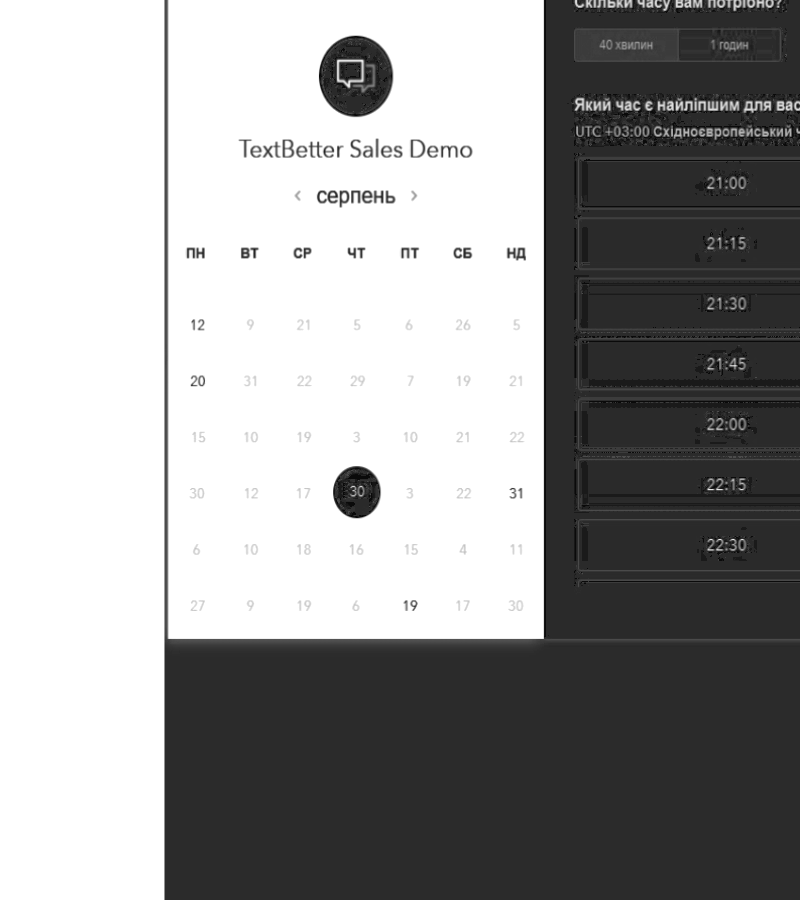 TextBetter Sales Demo
‹ серпень ›
ПН ВТ СР ЧТ ПТ СБ НД
12 9 21 5 6 26 5
20 31 22 29 7 19 21
15 10 19 3 10 21 22
30 12 17 30 3 22 31
6 10 18 16 15 4 11
27 9 19 6 19 17 30
Скільки часу вам потрібно?
40 хвилин 1 годин
Який час є найліпшим для вас
UTC +03:00 Східноєвропейський ч
21:00
21:15
21:30
21:45
22:00
22:15
22:30